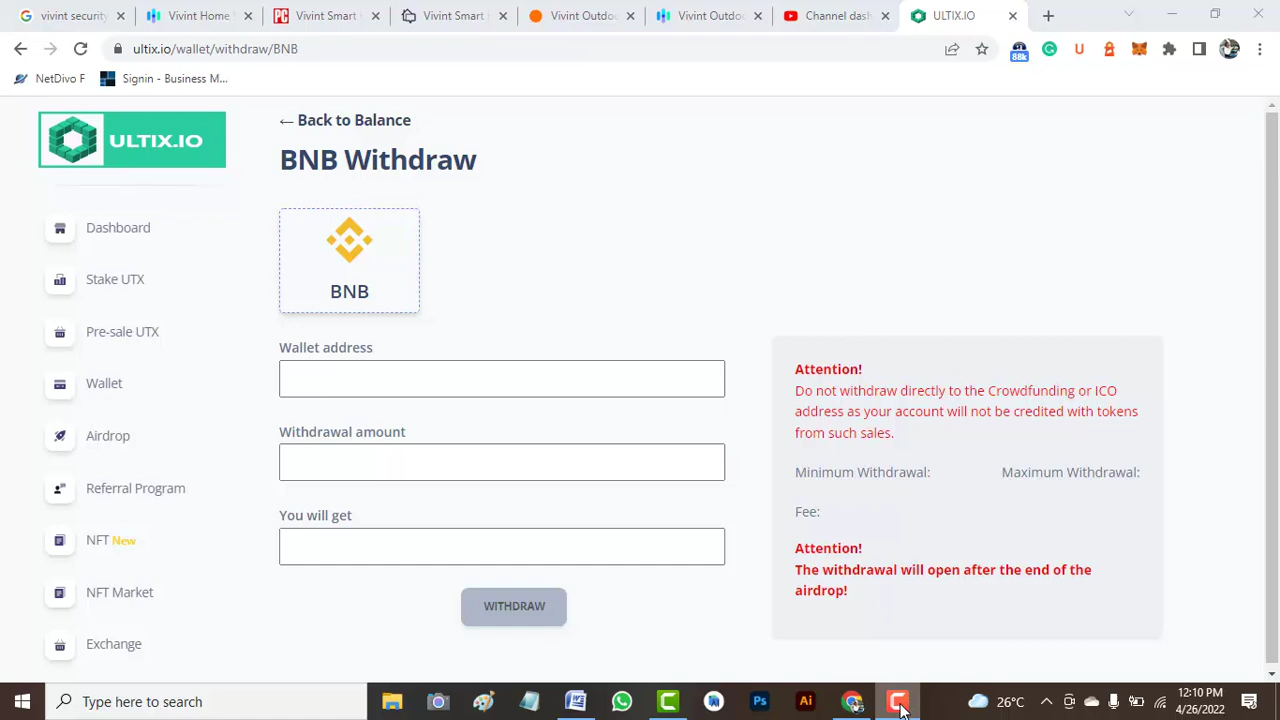 vivint security
Vivint Home
Vivint Smart
Vivint Smart
Vivint Outdo
Vivint Outdo
Channel das
ULTIX.IO
ultix.io/wallet/withdraw/BNB
88k
NetDivo F
Signin - Business M...
ULTIX.IO
← Back to Balance
BNB Withdraw
BNB
Dashboard
Stake UTX
Pre-sale UTX
Wallet
Airdrop
Referral Program
NFT New
NFT Market
Exchange
Wallet address
Withdrawal amount
You will get
WITHDRAW
Attention!
Do not withdraw directly to the Crowdfunding or ICO
address as your account will not be credited with tokens
from such sales.
Minimum Withdrawal:
Maximum Withdrawal:
Fee:
Attention!
The withdrawal will open after the end of the
airdrop!
Type here to search
Ps
Ai
26°C
12:10 PM
4/26/2022